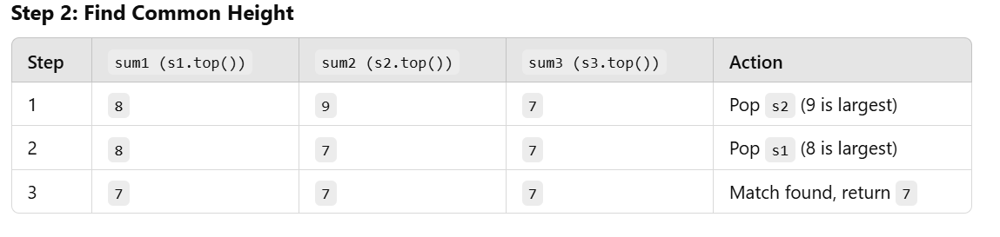 Step 2: Find Common Height
Step sum1 (s1.top()) sum2 (s2.top()) sum3 (s3.top()) Action
1 8 9 7 Pop s2 (9 is largest)
2 8 7 7 Pop s1 (8 is largest)
3 7 7 7 Match found, return 7